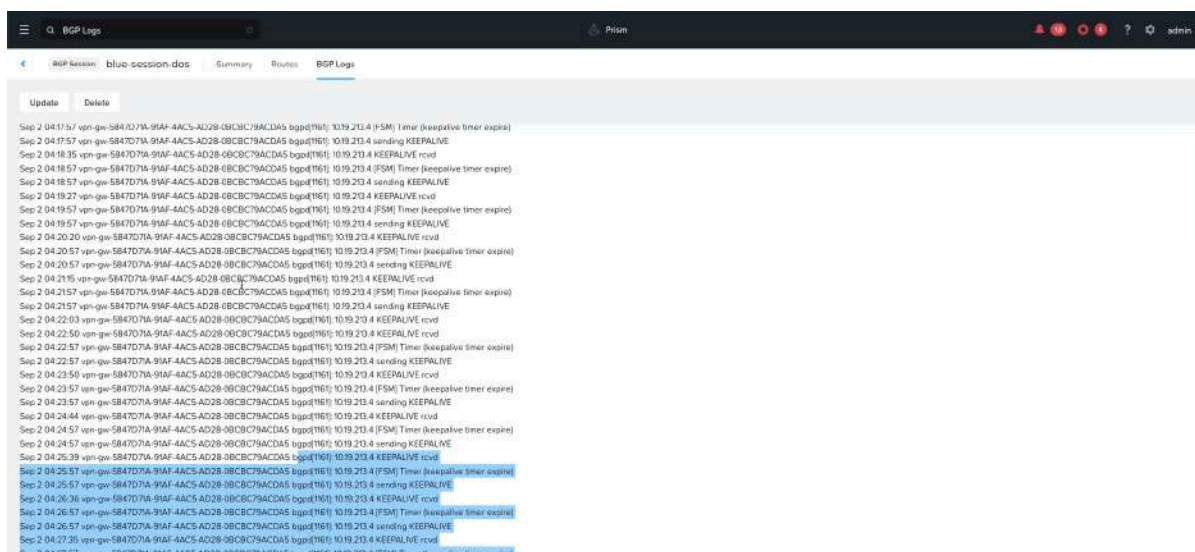 BGP Logs
Prism
13
? admin
BGP Session blue-session-dos Summary Routes BGP Logs
Update Delete
Sep 2 04:17:57 vpn-gw-5847D71A-91AF-4AC5-AD28-0BCBC79ACDA5 bgpd[1161]: 10.19.213.4 [FSM] Timer (keepalive timer expire)
Sep 2 04:17:57 vpn-gw-5847D71A-91AF-4AC5-AD28-0BCBC79ACDA5 bgpd[1161]: 10.19.213.4 sending KEEPALIVE
Sep 2 04:18:35 vpn-gw-5847D71A-91AF-4AC5-AD28-0BCBC79ACDA5 bgpd[1161]: 10.19.213.4 KEEPALIVE rcvd
Sep 2 04:18:57 vpn-gw-5847D71A-91AF-4AC5-AD28-0BCBC79ACDA5 bgpd[1161]: 10.19.213.4 [FSM] Timer (keepalive timer expire)
Sep 2 04:18:57 vpn-gw-5847D71A-91AF-4AC5-AD28-0BCBC79ACDA5 bgpd[1161]: 10.19.213.4 sending KEEPALIVE
Sep 2 04:19:27 vpn-gw-5847D71A-91AF-4AC5-AD28-0BCBC79ACDA5 bgpd[1161]: 10.19.213.4 KEEPALIVE rcvd
Sep 2 04:19:57 vpn-gw-5847D71A-91AF-4AC5-AD28-0BCBC79ACDA5 bgpd[1161]: 10.19.213.4 [FSM] Timer (keepalive timer expire)
Sep 2 04:19:57 vpn-gw-5847D71A-91AF-4AC5-AD28-0BCBC79ACDA5 bgpd[1161]: 10.19.213.4 sending KEEPALIVE
Sep 2 04:20:20 vpn-gw-5847D71A-91AF-4AC5-AD28-0BCBC79ACDA5 bgpd[1161]: 10.19.213.4 KEEPALIVE rcvd
Sep 2 04:20:57 vpn-gw-5847D71A-91AF-4AC5-AD28-0BCBC79ACDA5 bgpd[1161]: 10.19.213.4 [FSM] Timer (keepalive timer expire)
Sep 2 04:20:57 vpn-gw-5847D71A-91AF-4AC5-AD28-0BCBC79ACDA5 bgpd[1161]: 10.19.213.4 sending KEEPALIVE
Sep 2 04:21:15 vpn-gw-5847D71A-91AF-4AC5-AD28-0BCBC79ACDA5 bgpd[1161]: 10.19.213.4 KEEPALIVE rcvd
Sep 2 04:21:57 vpn-gw-5847D71A-91AF-4AC5-AD28-0BCBC79ACDA5 bgpd[1161]: 10.19.213.4 [FSM] Timer (keepalive timer expire)
Sep 2 04:21:57 vpn-gw-5847D71A-91AF-4AC5-AD28-0BCBC79ACDA5 bgpd[1161]: 10.19.213.4 sending KEEPALIVE
Sep 2 04:22:03 vpn-gw-5847D71A-91AF-4AC5-AD28-0BCBC79ACDA5 bgpd[1161]: 10.19.213.4 KEEPALIVE rcvd
Sep 2 04:22:50 vpn-gw-5847D71A-91AF-4AC5-AD28-0BCBC79ACDA5 bgpd[1161]: 10.19.213.4 KEEPALIVE rcvd
Sep 2 04:22:57 vpn-gw-5847D71A-91AF-4AC5-AD28-0BCBC79ACDA5 bgpd[1161]: 10.19.213.4 [FSM] Timer (keepalive timer expire)
Sep 2 04:22:57 vpn-gw-5847D71A-91AF-4AC5-AD28-0BCBC79ACDA5 bgpd[1161]: 10.19.213.4 sending KEEPALIVE
Sep 2 04:23:50 vpn-gw-5847D71A-91AF-4AC5-AD28-0BCBC79ACDA5 bgpd[1161]: 10.19.213.4 KEEPALIVE rcvd
Sep 2 04:23:57 vpn-gw-5847D71A-91AF-4AC5-AD28-0BCBC79ACDA5 bgpd[1161]: 10.19.213.4 [FSM] Timer (keepalive timer expire)
Sep 2 04:23:57 vpn-gw-5847D71A-91AF-4AC5-AD28-0BCBC79ACDA5 bgpd[1161]: 10.19.213.4 sending KEEPALIVE
Sep 2 04:24:44 vpn-gw-5847D71A-91AF-4AC5-AD28-0BCBC79ACDA5 bgpd[1161]: 10.19.213.4 KEEPALIVE rcvd
Sep 2 04:24:57 vpn-gw-5847D71A-91AF-4AC5-AD28-0BCBC79ACDA5 bgpd[1161]: 10.19.213.4 [FSM] Timer (keepalive timer expire)
Sep 2 04:24:57 vpn-gw-5847D71A-91AF-4AC5-AD28-0BCBC79ACDA5 bgpd[1161]: 10.19.213.4 sending KEEPALIVE
Sep 2 04:25:39 vpn-gw-5847D71A-91AF-4AC5-AD28-0BCBC79ACDA5 bgpd[1161]: 10.19.213.4 KEEPALIVE rcvd
Sep 2 04:25:57 vpn-gw-5847D71A-91AF-4AC5-AD28-0BCBC79ACDA5 bgpd[1161]: 10.19.213.4 [FSM] Timer (keepalive timer expire)
Sep 2 04:25:57 vpn-gw-5847D71A-91AF-4AC5-AD28-0BCBC79ACDA5 bgpd[1161]: 10.19.213.4 sending KEEPALIVE
Sep 2 04:26:36 vpn-gw-5847D71A-91AF-4AC5-AD28-0BCBC79ACDA5 bgpd[1161]: 10.19.213.4 KEEPALIVE rcvd
Sep 2 04:26:57 vpn-gw-5847D71A-91AF-4AC5-AD28-0BCBC79ACDA5 bgpd[1161]: 10.19.213.4 [FSM] Timer (keepalive timer expire)
Sep 2 04:26:57 vpn-gw-5847D71A-91AF-4AC5-AD28-0BCBC79ACDA5 bgpd[1161]: 10.19.213.4 sending KEEPALIVE
Sep 2 04:27:35 vpn-gw-5847D71A-91AF-4AC5-AD28-0BCBC79ACDA5 bgpd[1161]: 10.19.213.4 KEEPALIVE rcvd